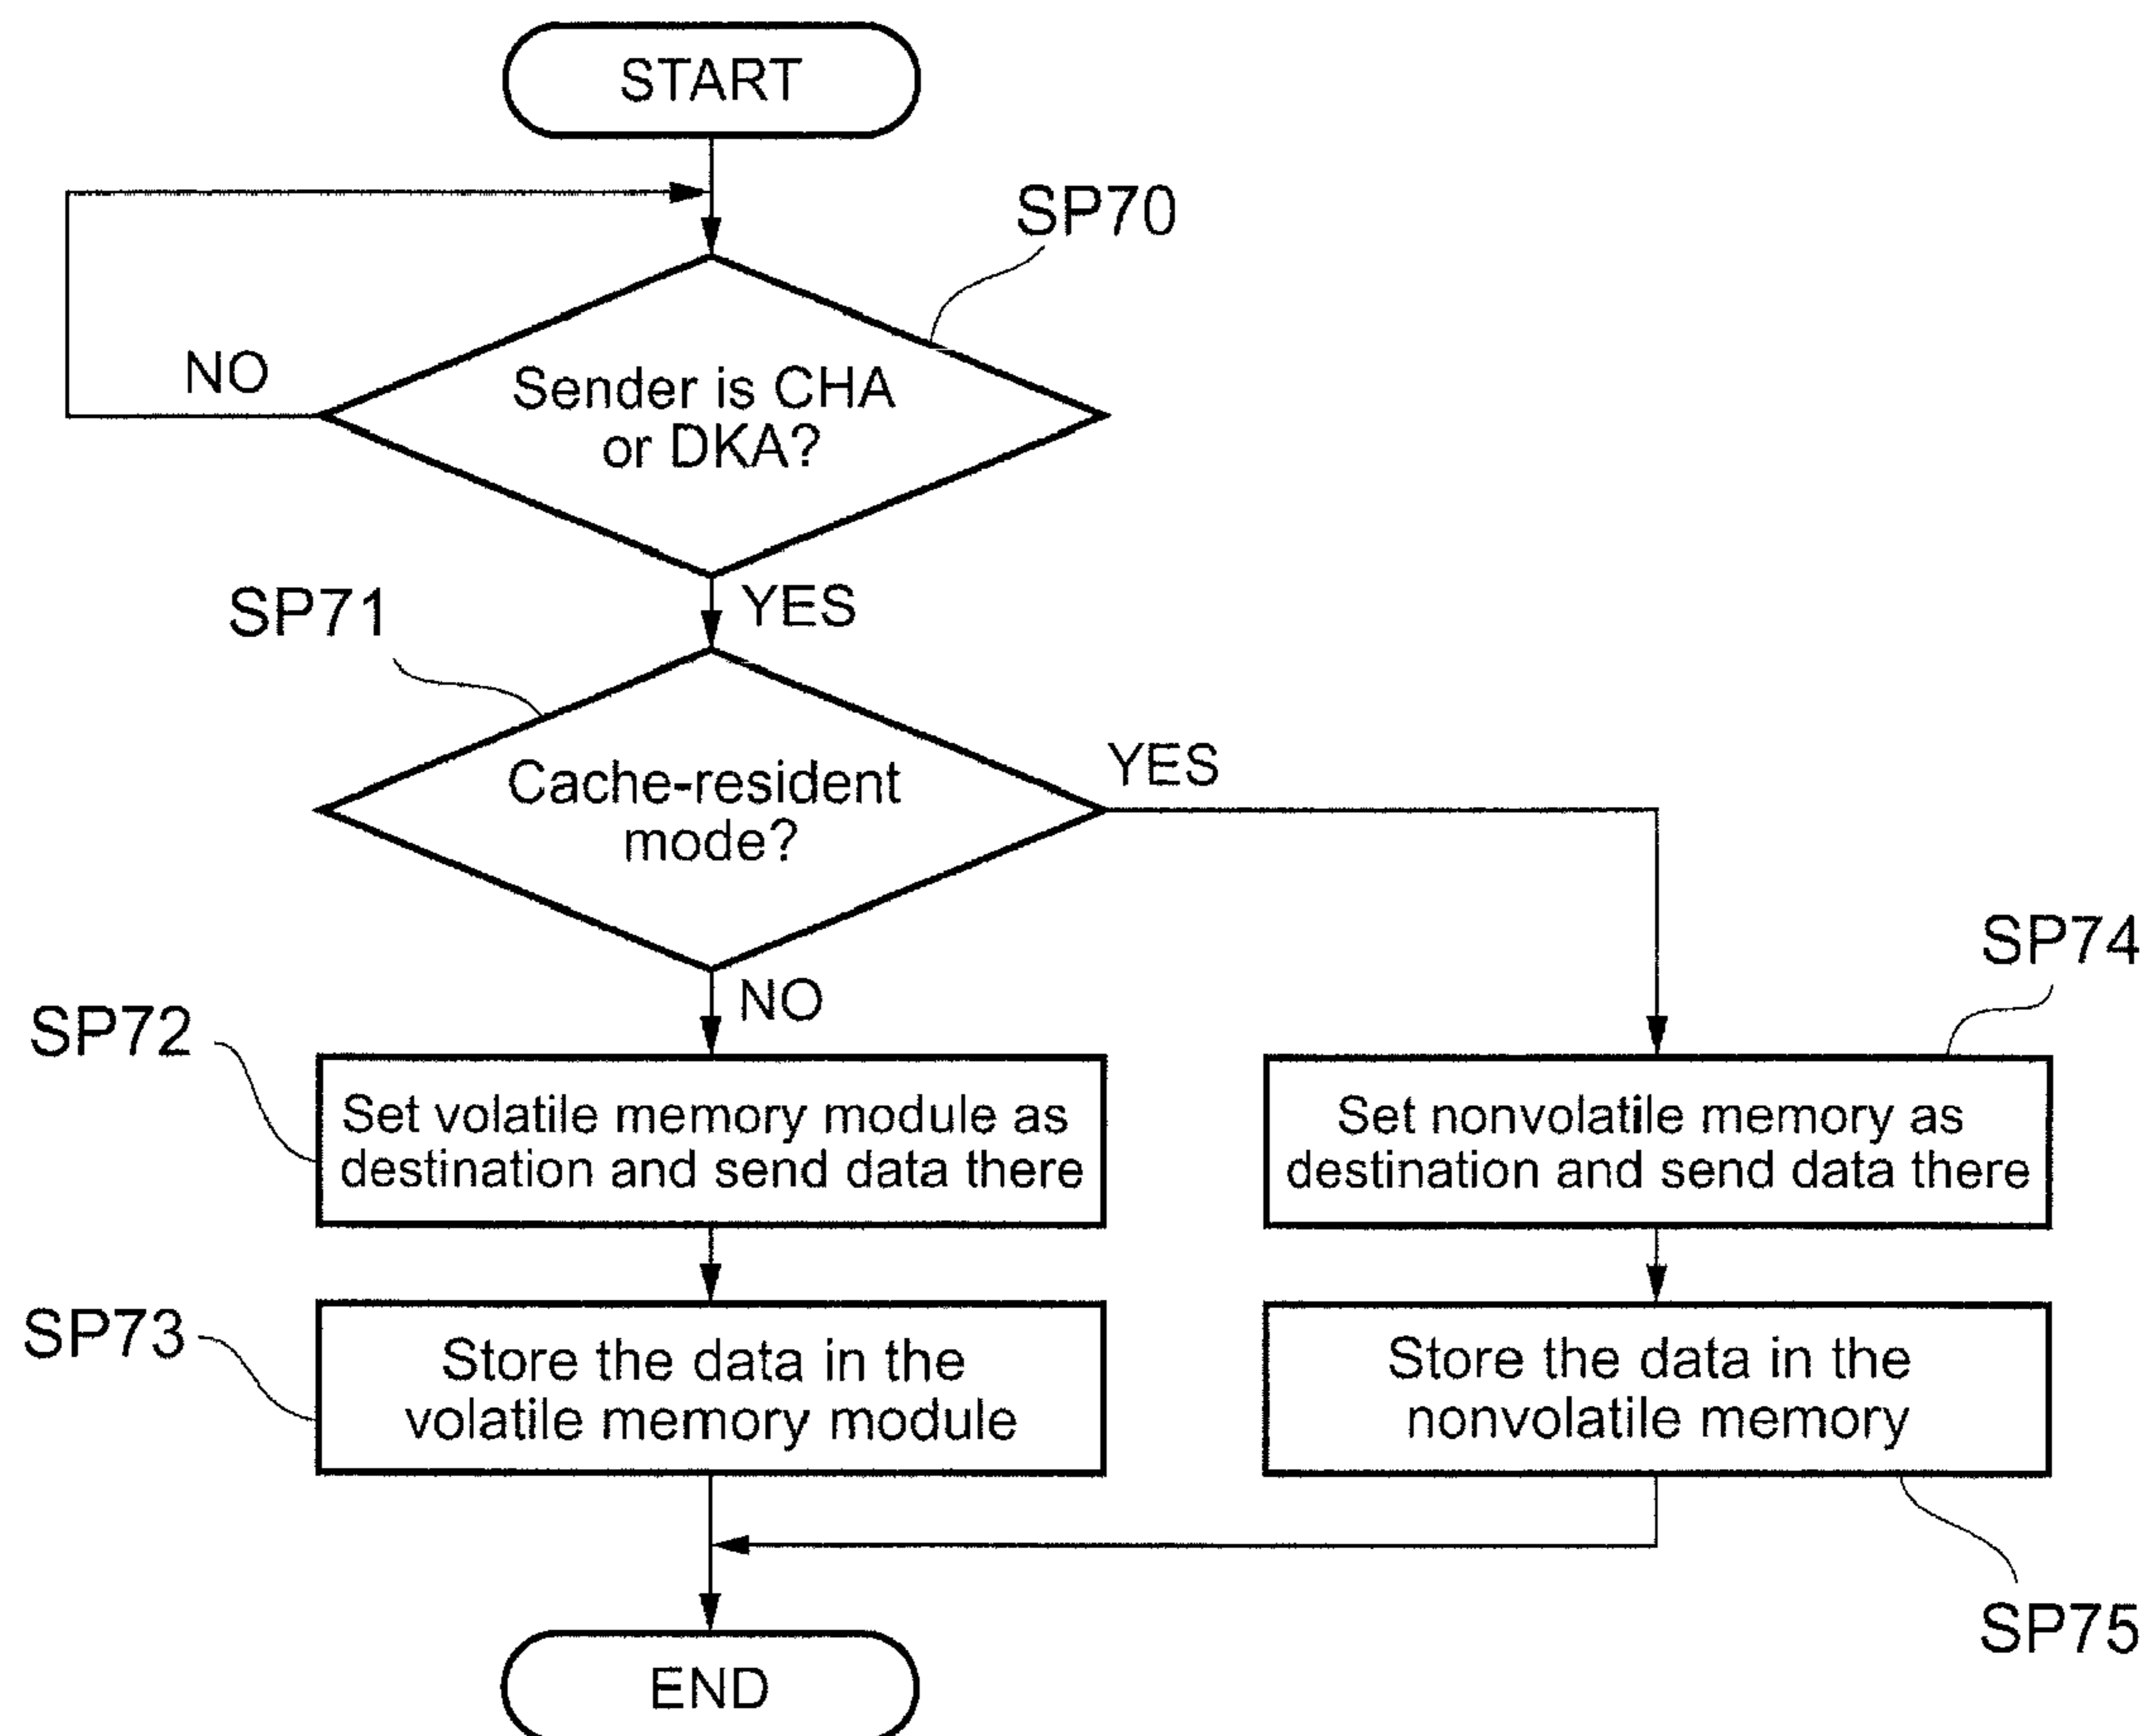 START
SP70
NO
Sender is CHA
or DKA?
SP71
YES
Cache-resident
mode?
YES
SP74
NO
SP72
Set volatile memory module as
destination and send data there
Set nonvolatile memory as
destination and send data there
SP73
Store the data in the
volatile memory module
Store the data in the
nonvolatile memory
SP75
END